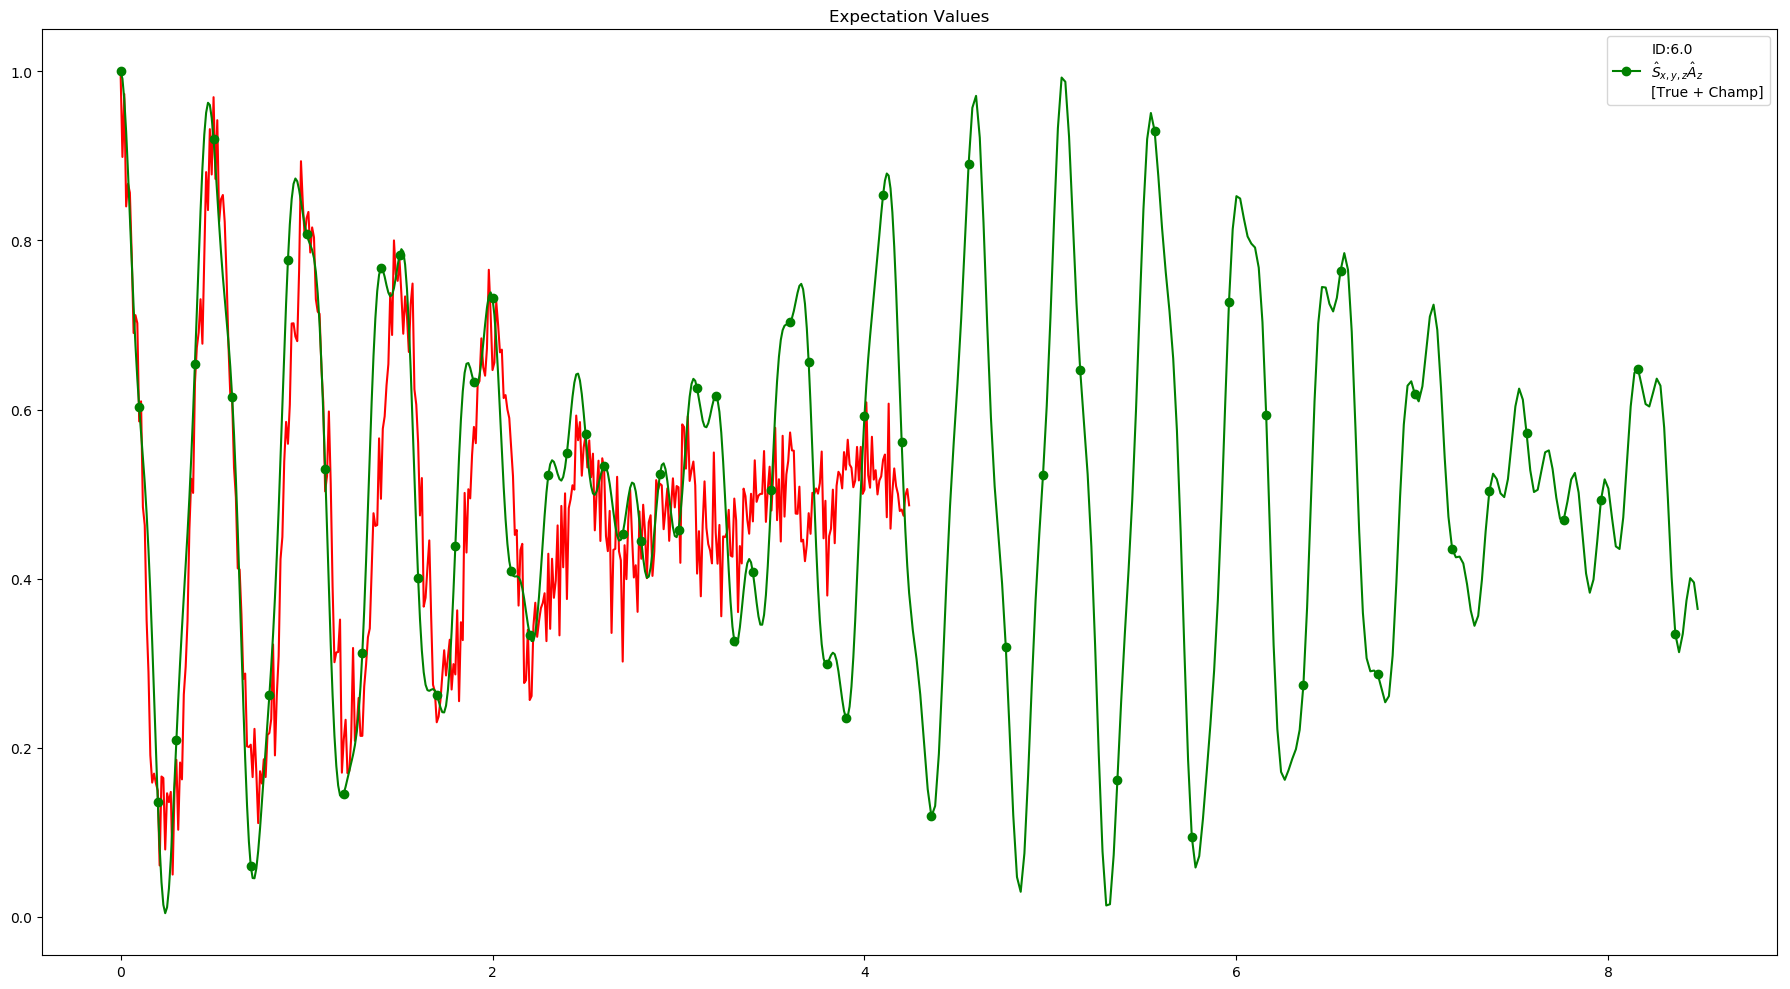 Expectation Values
ID:6.0
$\hat{S}_{x,y,z}\hat{A}_z$
[True + Champ]
1.0
0.8
0.6
0.4
0.2
0.0
0 2 4 6 8